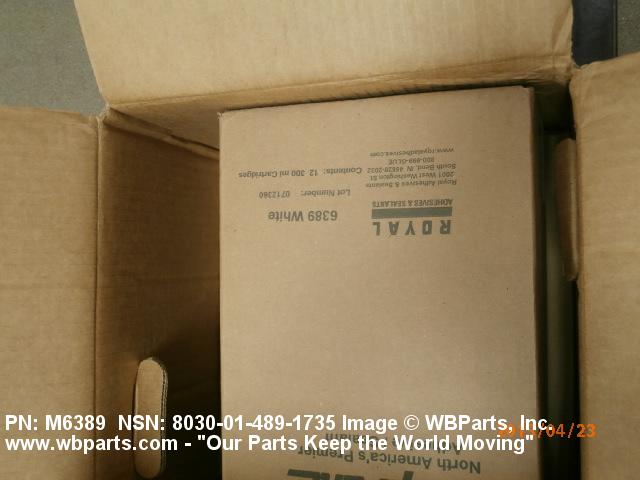 ROYAL
ADHESIVES & SEALANTS
Royal Adhesives & Sealants
2001 West Washington St.
South Bend, IN 46628-2032
800-999-GLUE
www.royaladhesives.com
6389 White
Lot Number: 0712360
Contents: 12 300 ml Cartridges
North America's Premier
PN: M6389 NSN: 8030-01-489-1735 Image © WBParts, Inc.
www.wbparts.com - "Our Parts Keep the World Moving"
/04/23